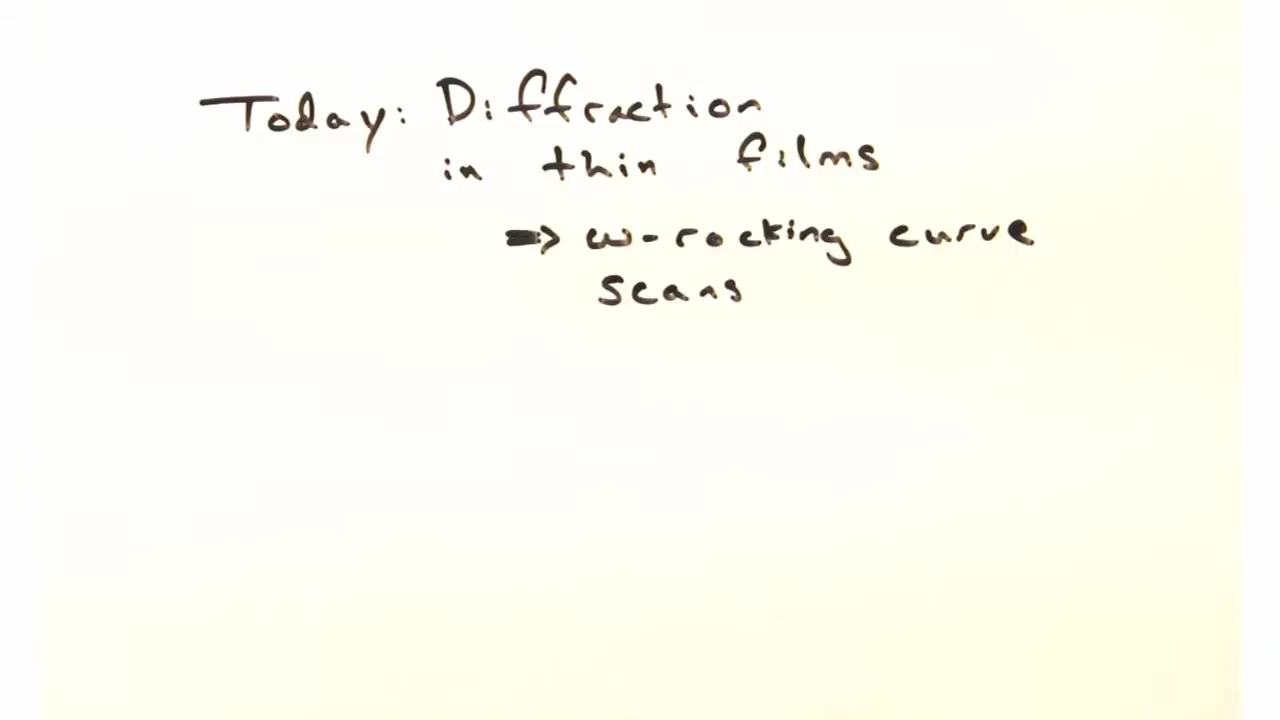 Today: Diffraction
in thin films
⇒ ω-rocking curve
scans